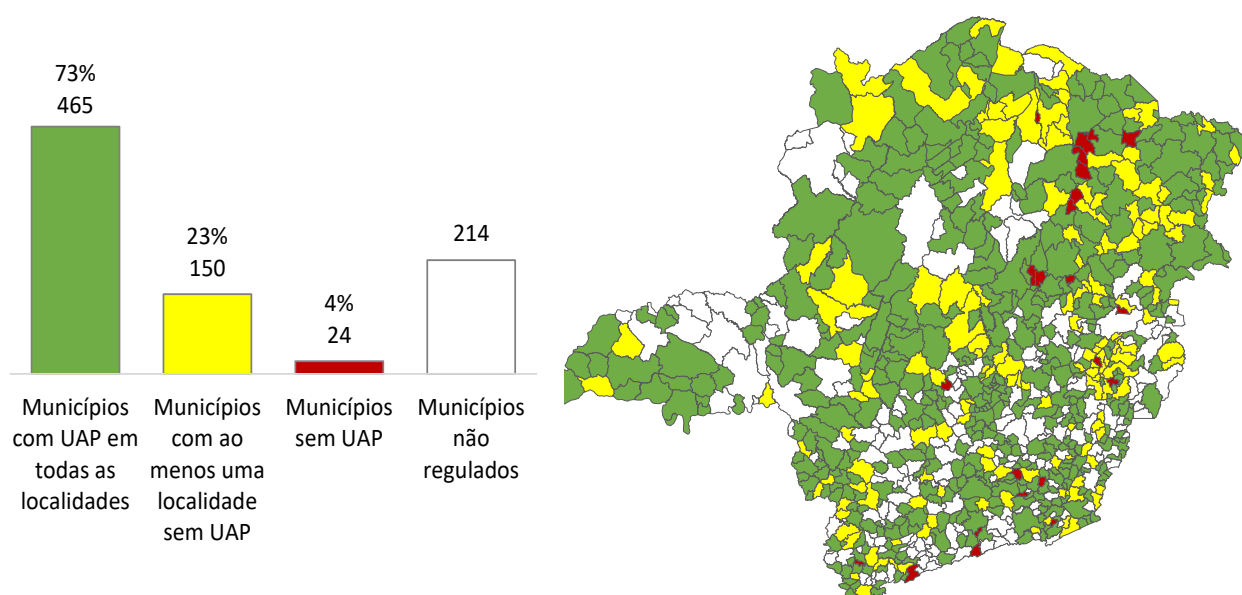 73%
465
23%
150
4%
24
214
Municípios
com UAP em
todas as
localidades
Municípios
com ao
menos uma
localidade
sem UAP
Municípios
sem UAP
Municípios
não
regulados